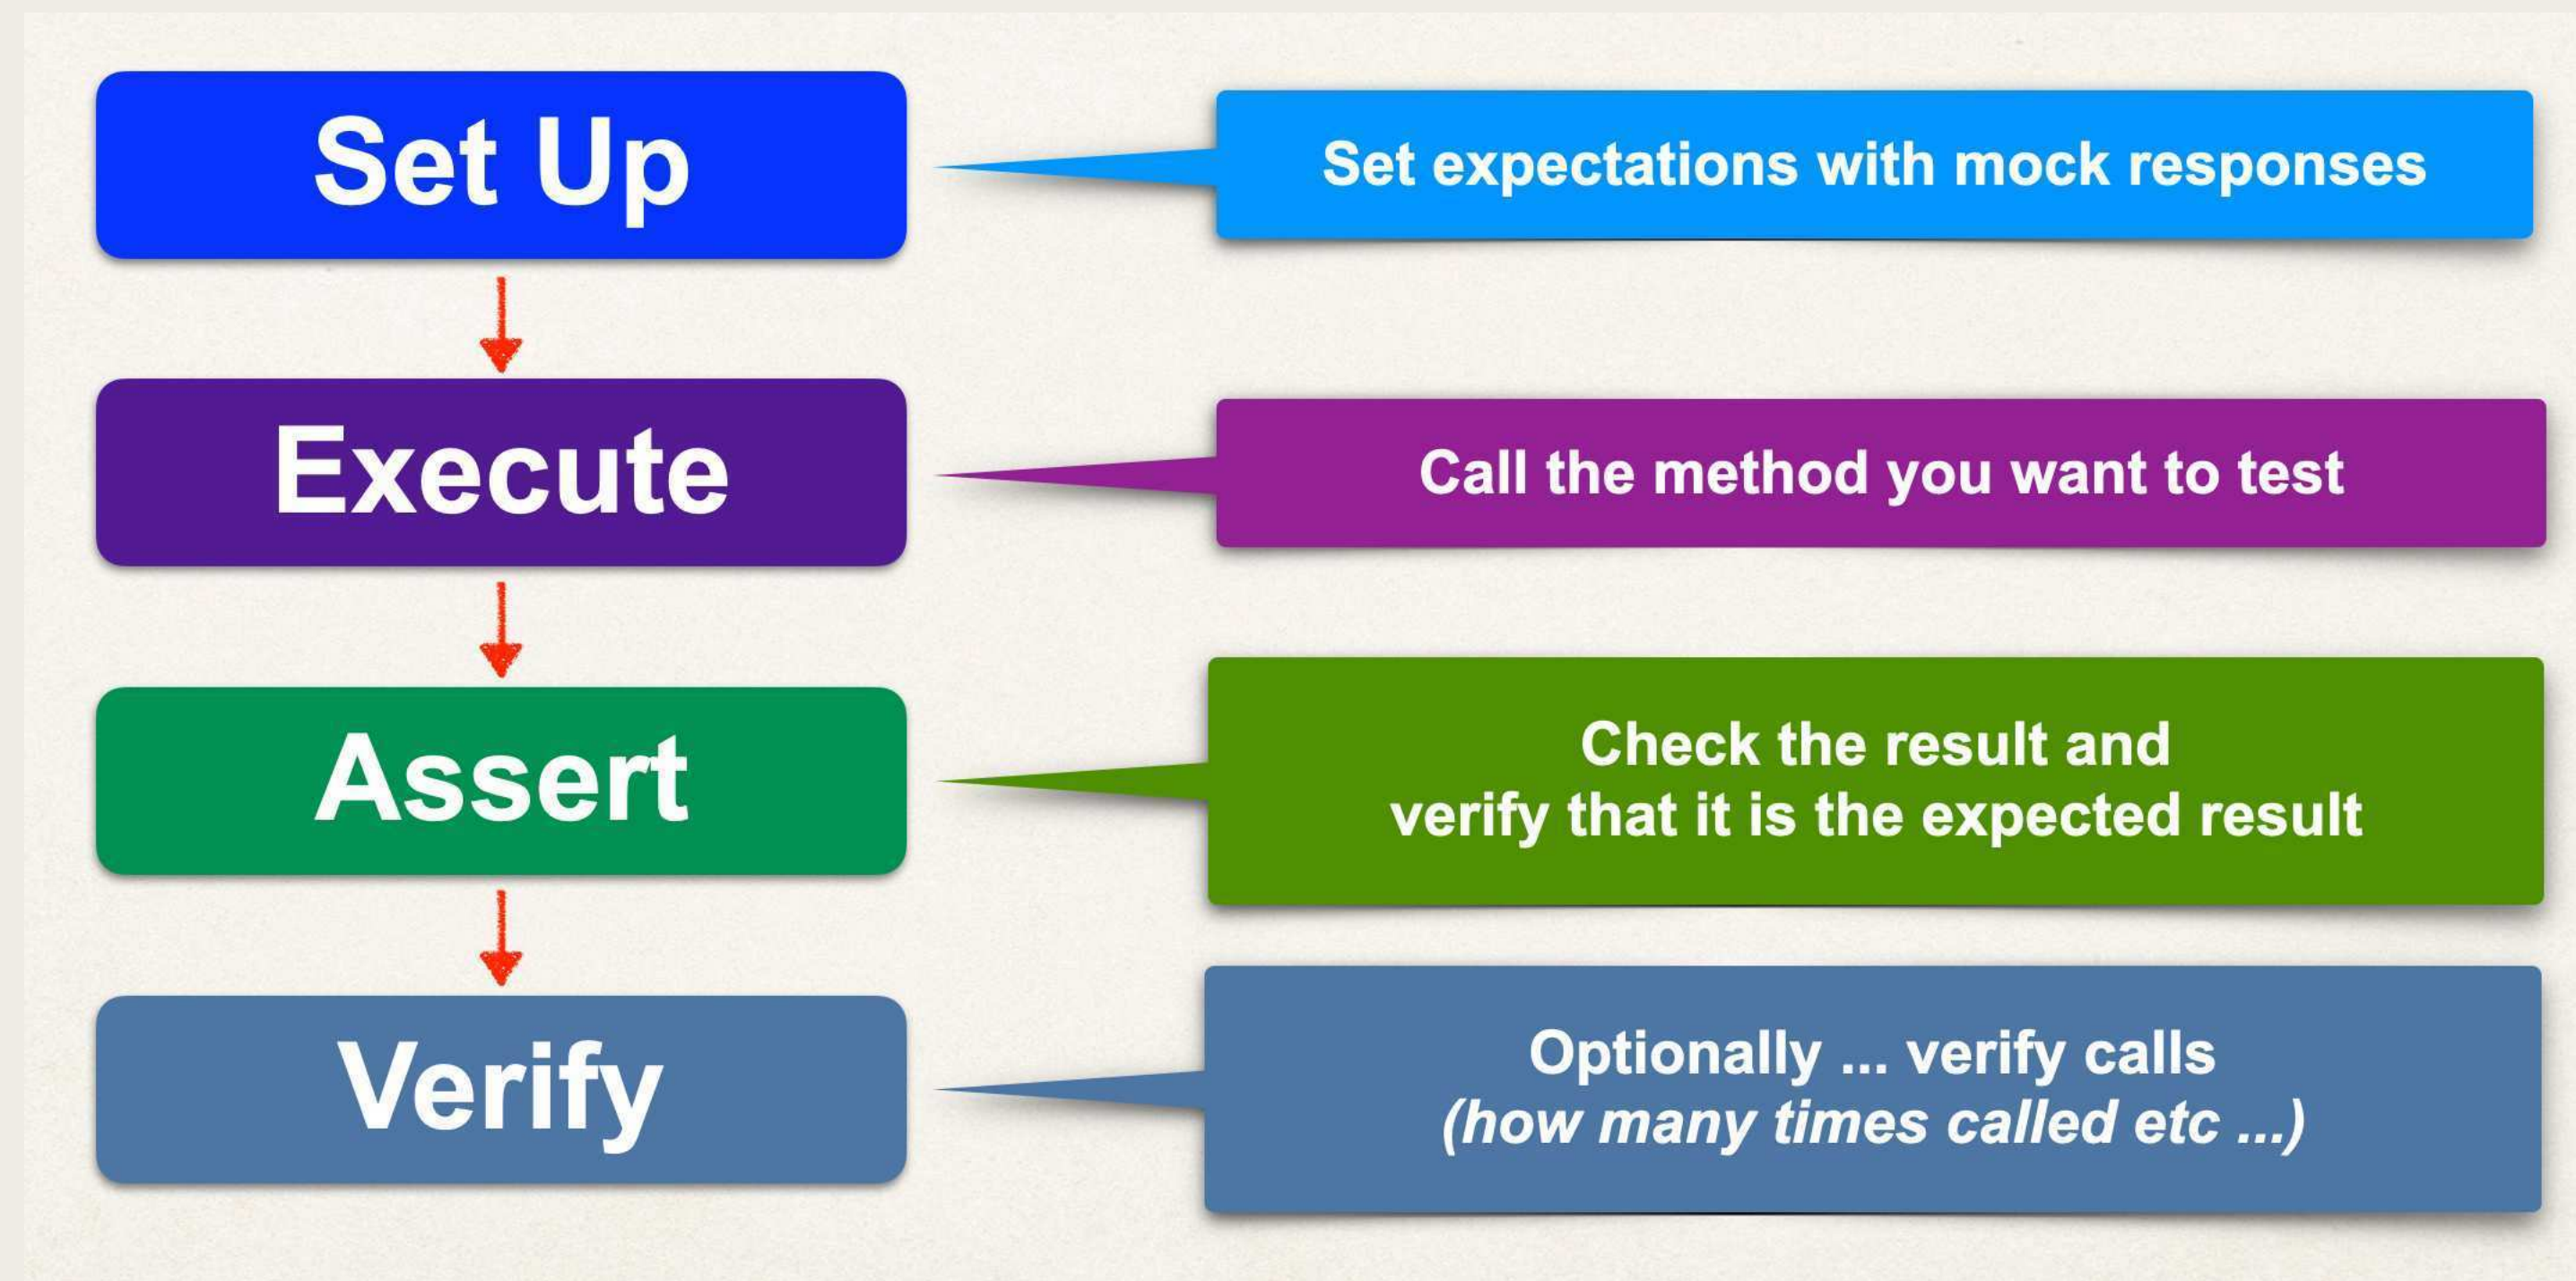 Set Up
Set expectations with mock responses
Execute
Call the method you want to test
Assert
Check the result and
verify that it is the expected result
Verify
Optionally ... verify calls
(how many times called etc ...)